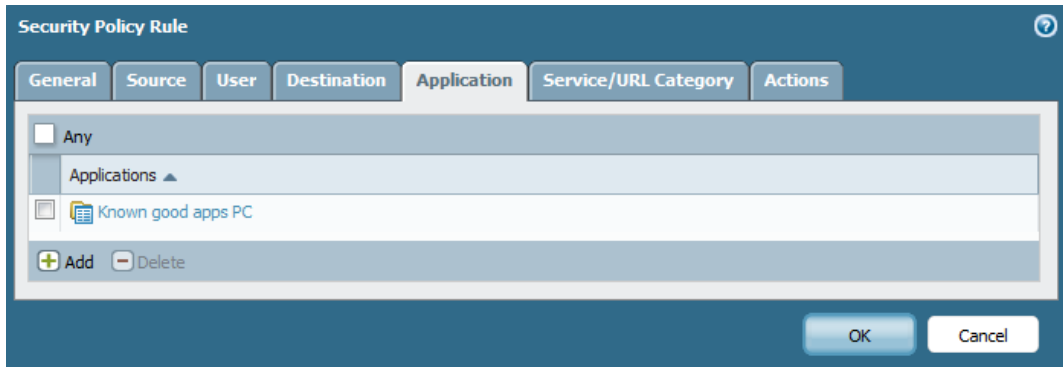 Security Policy Rule
General Source User Destination Application Service/URL Category Actions
Any
Applications
Known good apps PC
Add Delete
OK Cancel